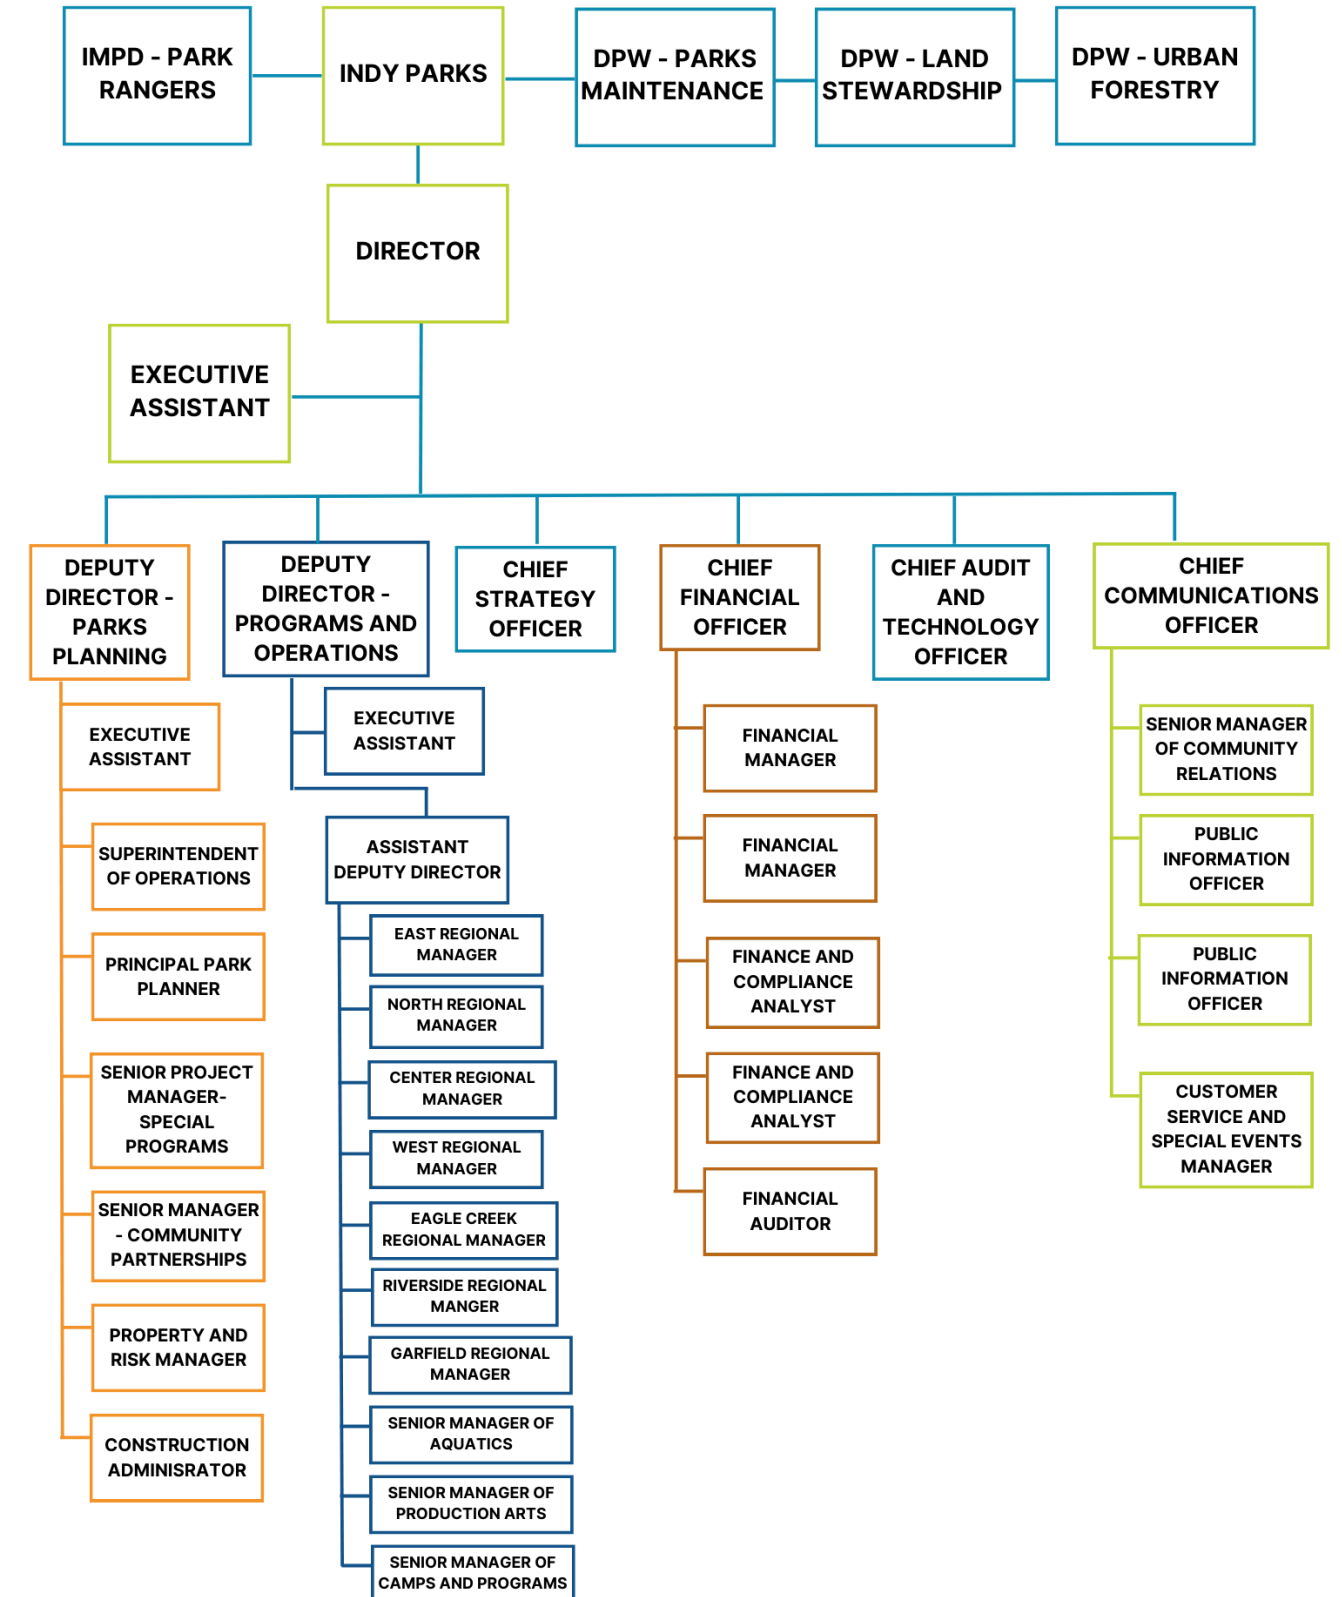 IMPD - PARK
RANGERS
INDY PARKS
DPW - PARKS
MAINTENANCE
DPW - LAND
STEWARDSHIP
DPW - URBAN
FORESTRY
DIRECTOR
EXECUTIVE
ASSISTANT
DEPUTY
DIRECTOR -
PARKS
PLANNING
EXECUTIVE
ASSISTANT
SUPERINTENDENT
OF OPERATIONS
PRINCIPAL PARK
PLANNER
SENIOR PROJECT
MANAGER-
SPECIAL
PROGRAMS
SENIOR MANAGER
- COMMUNITY
PARTNERSHIPS
PROPERTY AND
RISK MANAGER
CONSTRUCTION
ADMINISRATOR
DEPUTY
DIRECTOR -
PROGRAMS AND
OPERATIONS
EXECUTIVE
ASSISTANT
ASSISTANT
DEPUTY DIRECTOR
EAST REGIONAL
MANAGER
NORTH REGIONAL
MANAGER
CENTER REGIONAL
MANAGER
WEST REGIONAL
MANAGER
EAGLE CREEK
REGIONAL MANAGER
RIVERSIDE REGIONAL
MANGER
GARFIELD REGIONAL
MANAGER
SENIOR MANAGER OF
AQUATICS
SENIOR MANAGER OF
PRODUCTION ARTS
SENIOR MANAGER OF
CAMPS AND PROGRAMS
CHIEF
STRATEGY
OFFICER
CHIEF
FINANCIAL
OFFICER
FINANCIAL
MANAGER
FINANCIAL
MANAGER
FINANCE AND
COMPLIANCE
ANALYST
FINANCE AND
COMPLIANCE
ANALYST
FINANCIAL
AUDITOR
CHIEF AUDIT
AND
TECHNOLOGY
OFFICER
CHIEF
COMMUNICATIONS
OFFICER
SENIOR MANAGER
OF COMMUNITY
RELATIONS
PUBLIC
INFORMATION
OFFICER
PUBLIC
INFORMATION
OFFICER
CUSTOMER
SERVICE AND
SPECIAL EVENTS
MANAGER